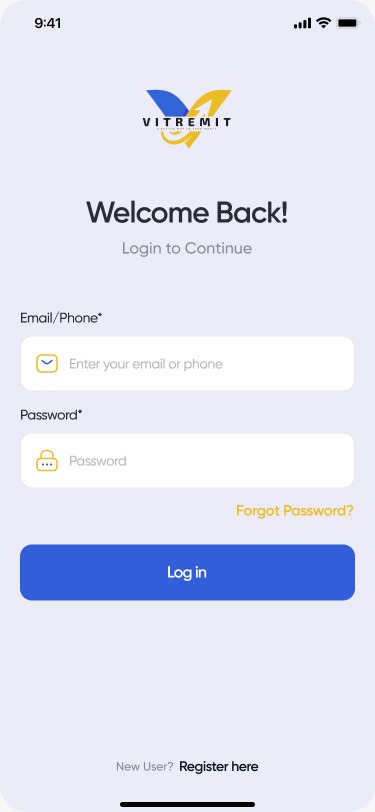 9:41
VITREMIT
Welcome Back!
Login to Continue
Email/Phone*
Enter your email or phone
Password*
Password
Forgot Password?
Log in
New User? Register here